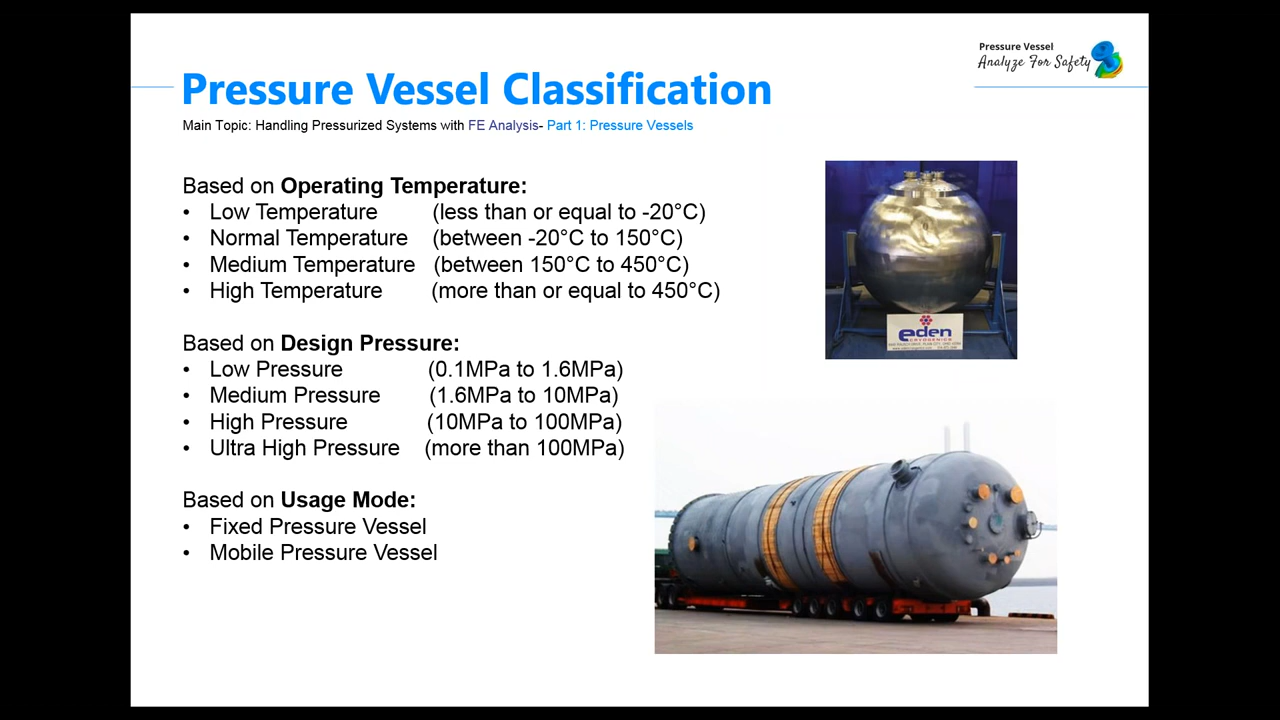 Pressure Vessel
Analyze For Safety
Pressure Vessel Classification
Main Topic: Handling Pressurized Systems with FE Analysis- Part 1: Pressure Vessels
Based on Operating Temperature:
• Low Temperature (less than or equal to -20°C)
• Normal Temperature (between -20°C to 150°C)
• Medium Temperature (between 150°C to 450°C)
• High Temperature (more than or equal to 450°C)
Based on Design Pressure:
• Low Pressure (0.1MPa to 1.6MPa)
• Medium Pressure (1.6MPa to 10MPa)
• High Pressure (10MPa to 100MPa)
• Ultra High Pressure (more than 100MPa)
Based on Usage Mode:
• Fixed Pressure Vessel
• Mobile Pressure Vessel
eden
CRYOGENICS